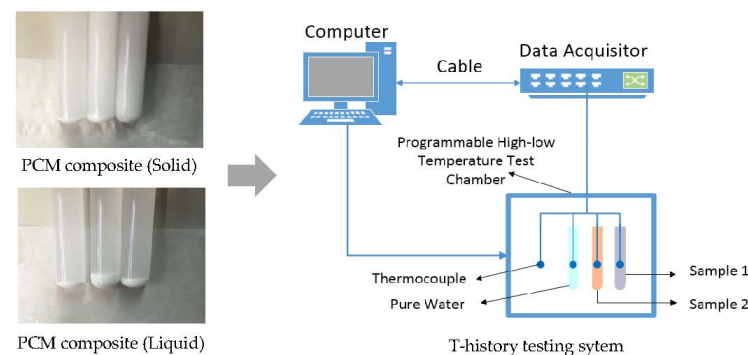 Computer
Data Acquisitor
Cable
Programmable High-low
Temperature Test
Chamber
PCM composite (Solid)
Thermocouple
Pure Water
Sample 1
Sample 2
PCM composite (Liquid)
T-history testing sytem